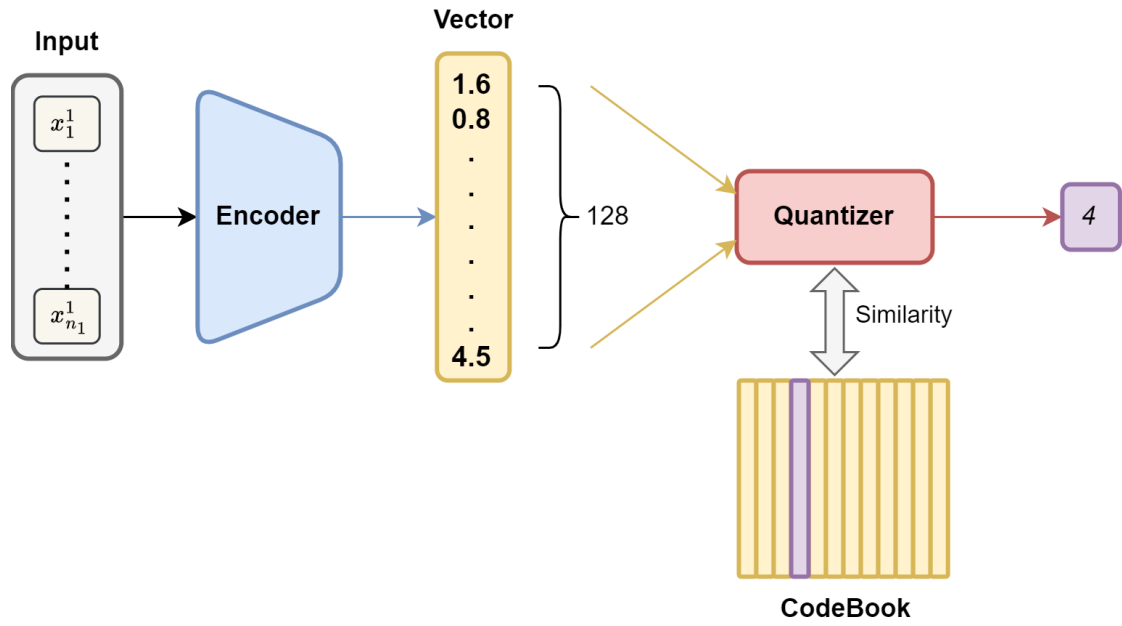 Input
x_1^1
x_{n_1}^1
Encoder
Vector
1.6
0.8
.
.
.
.
.
.
4.5
128
Quantizer
4
Similarity
CodeBook